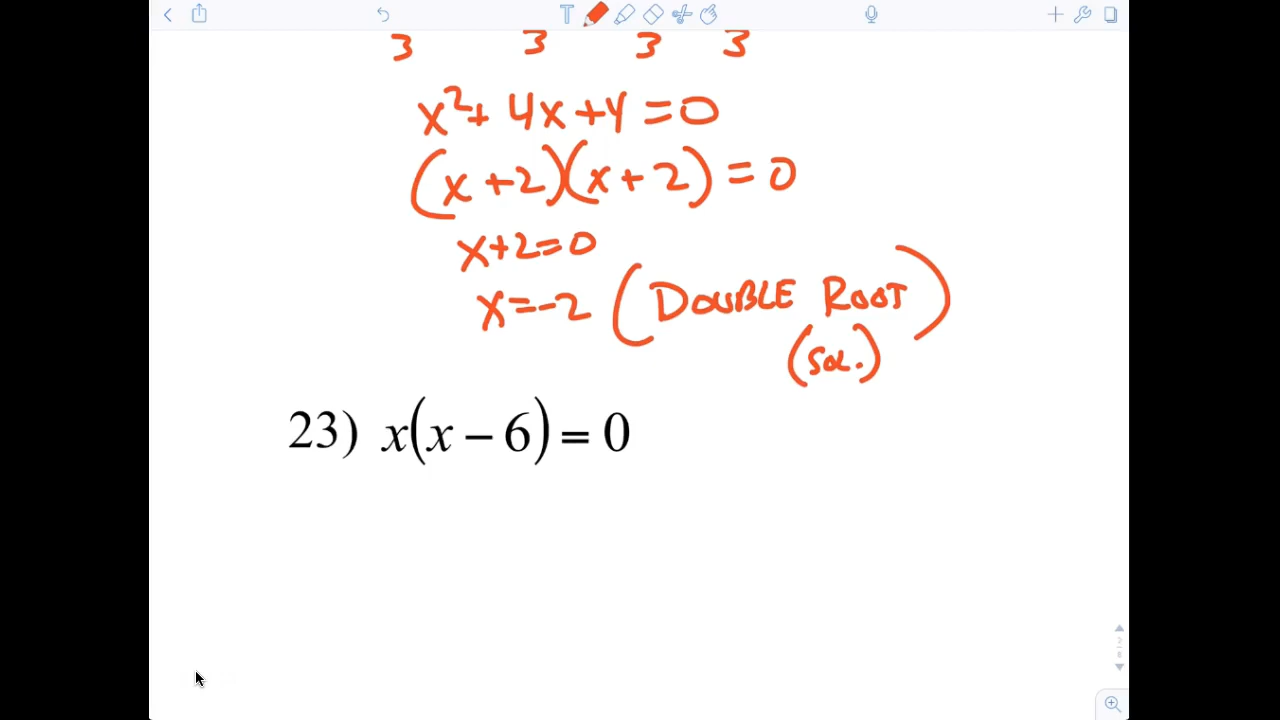 3 3 3 3
x²+ 4x+4=0
(x+2)(x+2)=0
x+2=0
x=-2 (DOUBLE ROOT)
(SOL.)
23) x(x − 6) = 0